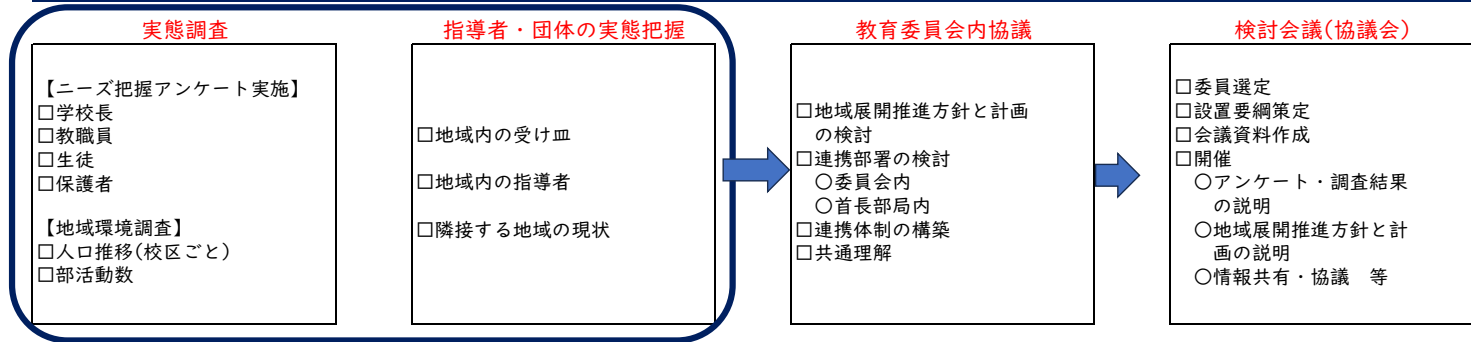 実態調査
【ニーズ把握アンケート実施】
□学校長
□教職員
□生徒
□保護者
【地域環境調査】
□人口推移(校区ごと)
□部活動数
指導者・団体の実態把握
□地域内の受け皿
□地域内の指導者
□隣接する地域の現状
教育委員会内協議
□地域展開推進方針と計画
の検討
□連携部署の検討
〇委員会内
〇首長部局内
□連携体制の構築
□共通理解
検討会議(協議会)
□委員選定
□設置要綱策定
□会議資料作成
□開催
〇アンケート・調査結果
の説明
〇地域展開推進方針と計
画の説明
〇情報共有・協議　等